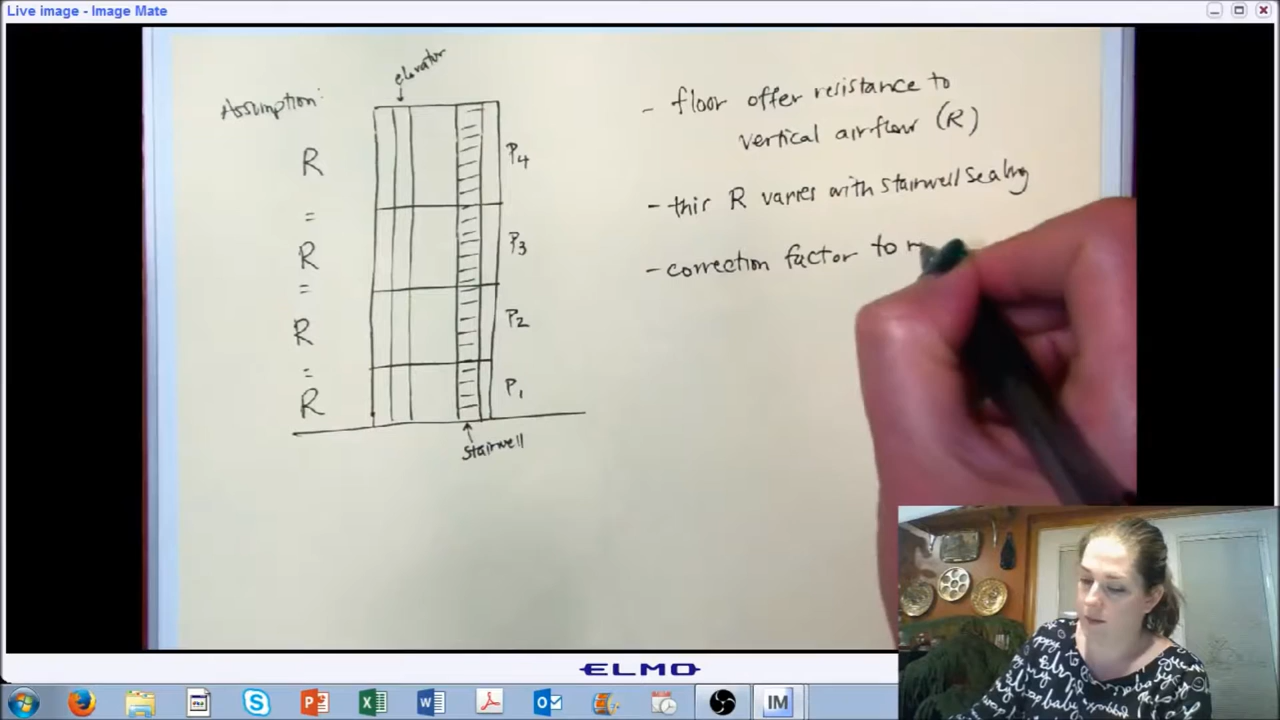 Live image - Image Mate
elevator
Assumption:
R
=
R
=
R
=
R
P4
P3
P2
P1
stairwell
- floor offer resistance to
vertical airflow (R)
- this R varies with stairwell sealing
- correction factor to
ELMO
IM